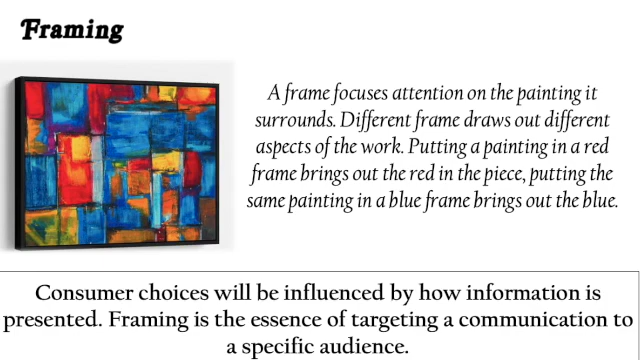 Framing
A frame focuses attention on the painting it
surrounds. Different frame draws out different
aspects of the work. Putting a painting in a red
frame brings out the red in the piece, putting the
same painting in a blue frame brings out the blue.
Consumer choices will be influenced by how information is
presented. Framing is the essence of targeting a communication to
a specific audience.